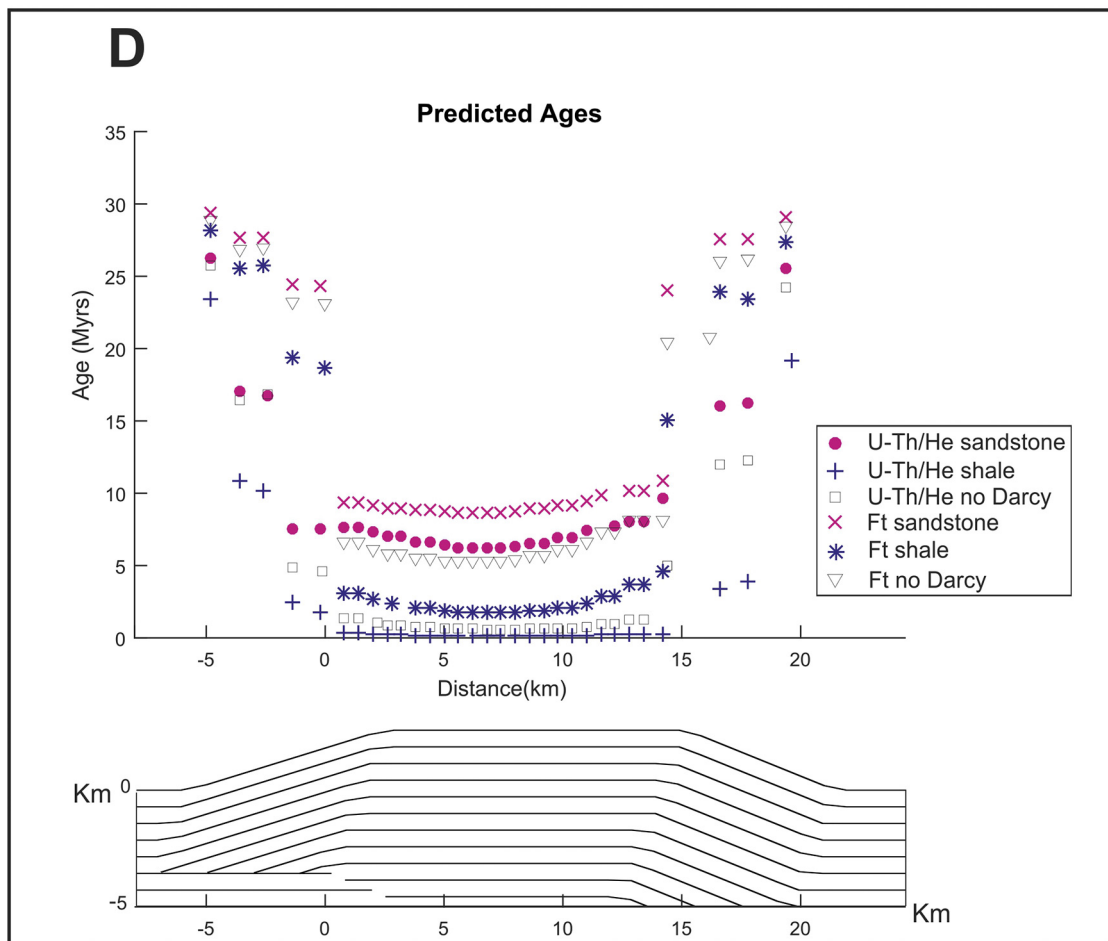 D
Predicted Ages
35
30
25
20
15
10
5
0
Age (Myrs)
-5 0 5 10 15 20
Distance(km)
U-Th/He sandstone
U-Th/He shale
U-Th/He no Darcy
Ft sandstone
Ft shale
Ft no Darcy
Km 0
-5
Km
-5 0 5 10 15 20